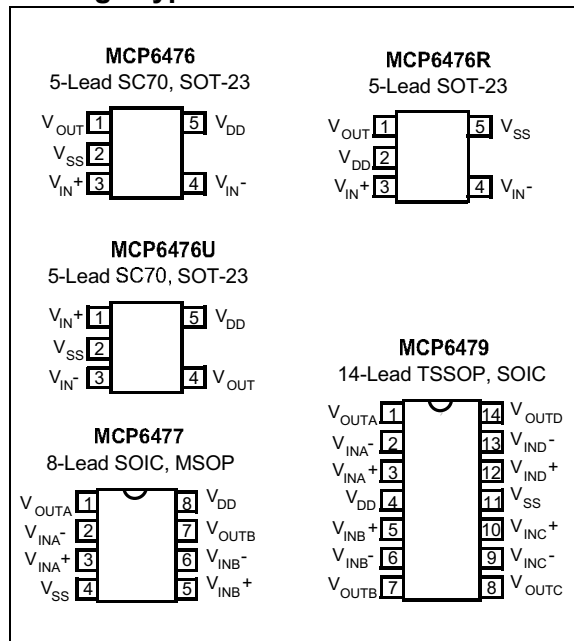 MCP6476
5-Lead SC70, SOT-23
VOUT 1 5 VDD
VSS 2
VIN+ 3 4 VIN-
MCP6476R
5-Lead SOT-23
VOUT 1 5 VSS
VDD 2
VIN+ 3 4 VIN-
MCP6476U
5-Lead SC70, SOT-23
VIN+ 1 5 VDD
VSS 2
VIN- 3 4 VOUT
MCP6477
8-Lead SOIC, MSOP
VOUTA 1 8 VDD
VINA- 2 7 VOUTB
VINA+ 3 6 VINB-
VSS 4 5 VINB+
MCP6479
14-Lead TSSOP, SOIC
VOUTA 1 14 VOUTD
VINA- 2 13 VIND-
VINA+ 3 12 VIND+
VDD 4 11 VSS
VINB+ 5 10 VINC+
VINB- 6 9 VINC-
VOUTB 7 8 VOUTC